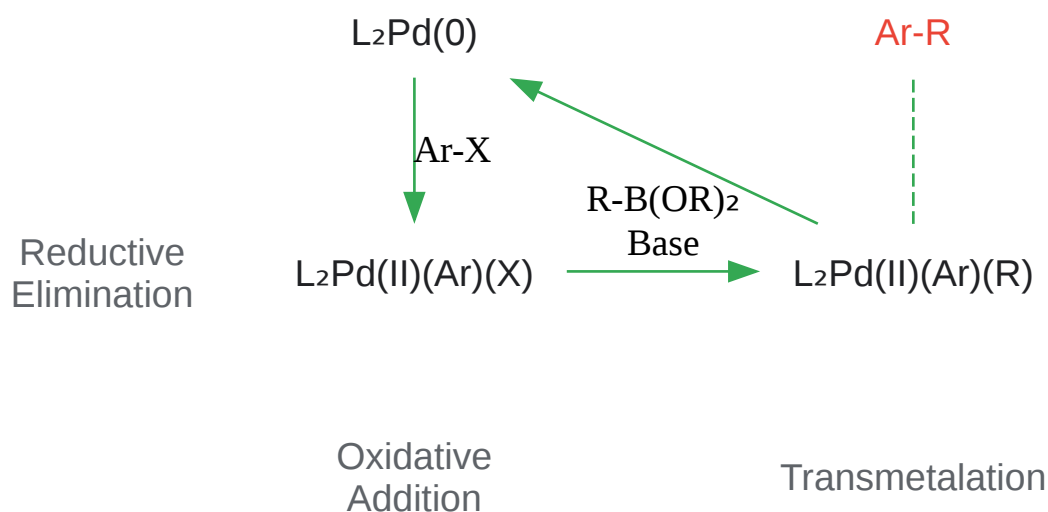 L₂Pd(0)
Ar-R
Ar-X
R-B(OR)₂
Base
Reductive
Elimination
L₂Pd(II)(Ar)(X)
L₂Pd(II)(Ar)(R)
Oxidative
Addition
Transmetalation